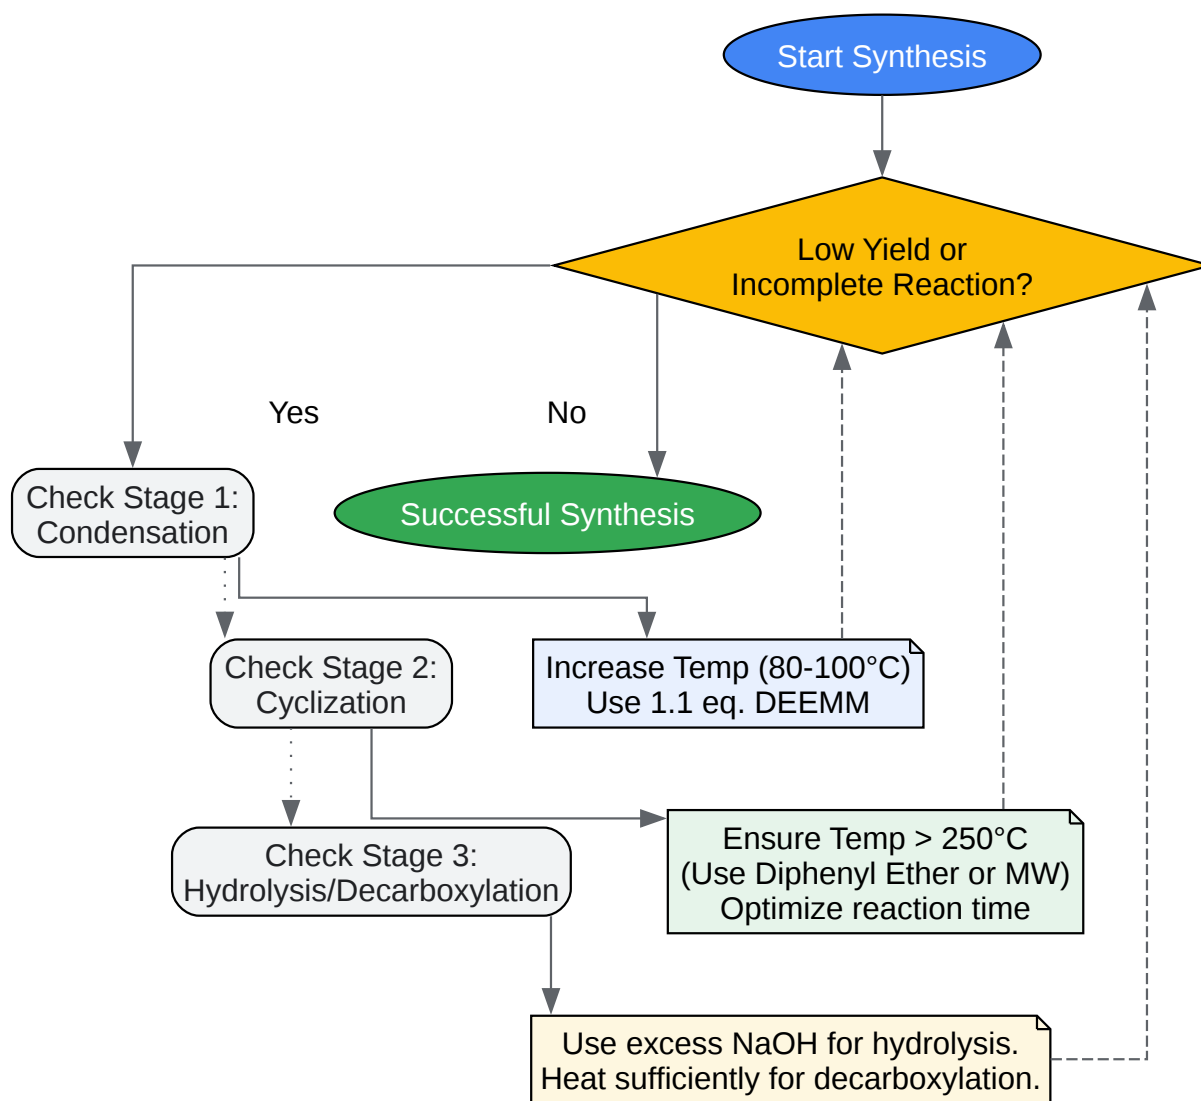 Start Synthesis
Low Yield or
Incomplete Reaction?
Yes
No
Check Stage 1:
Condensation
Successful Synthesis
Check Stage 2:
Cyclization
Increase Temp (80-100°C)
Use 1.1 eq. DEEMM
Check Stage 3:
Hydrolysis/Decarboxylation
Ensure Temp > 250°C
(Use Diphenyl Ether or MW)
Optimize reaction time
Use excess NaOH for hydrolysis.
Heat sufficiently for decarboxylation.